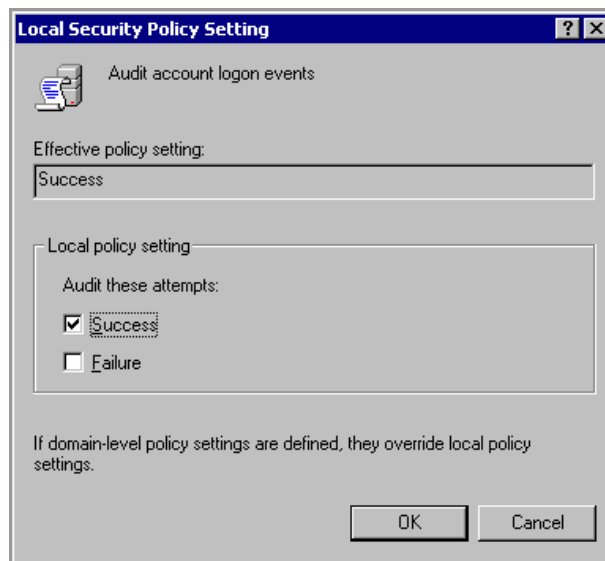 Local Security Policy Setting
Audit account logon events
Effective policy setting:
Success
Local policy setting
Audit these attempts:
Success
Failure
If domain-level policy settings are defined, they override local policy
settings.
OK Cancel